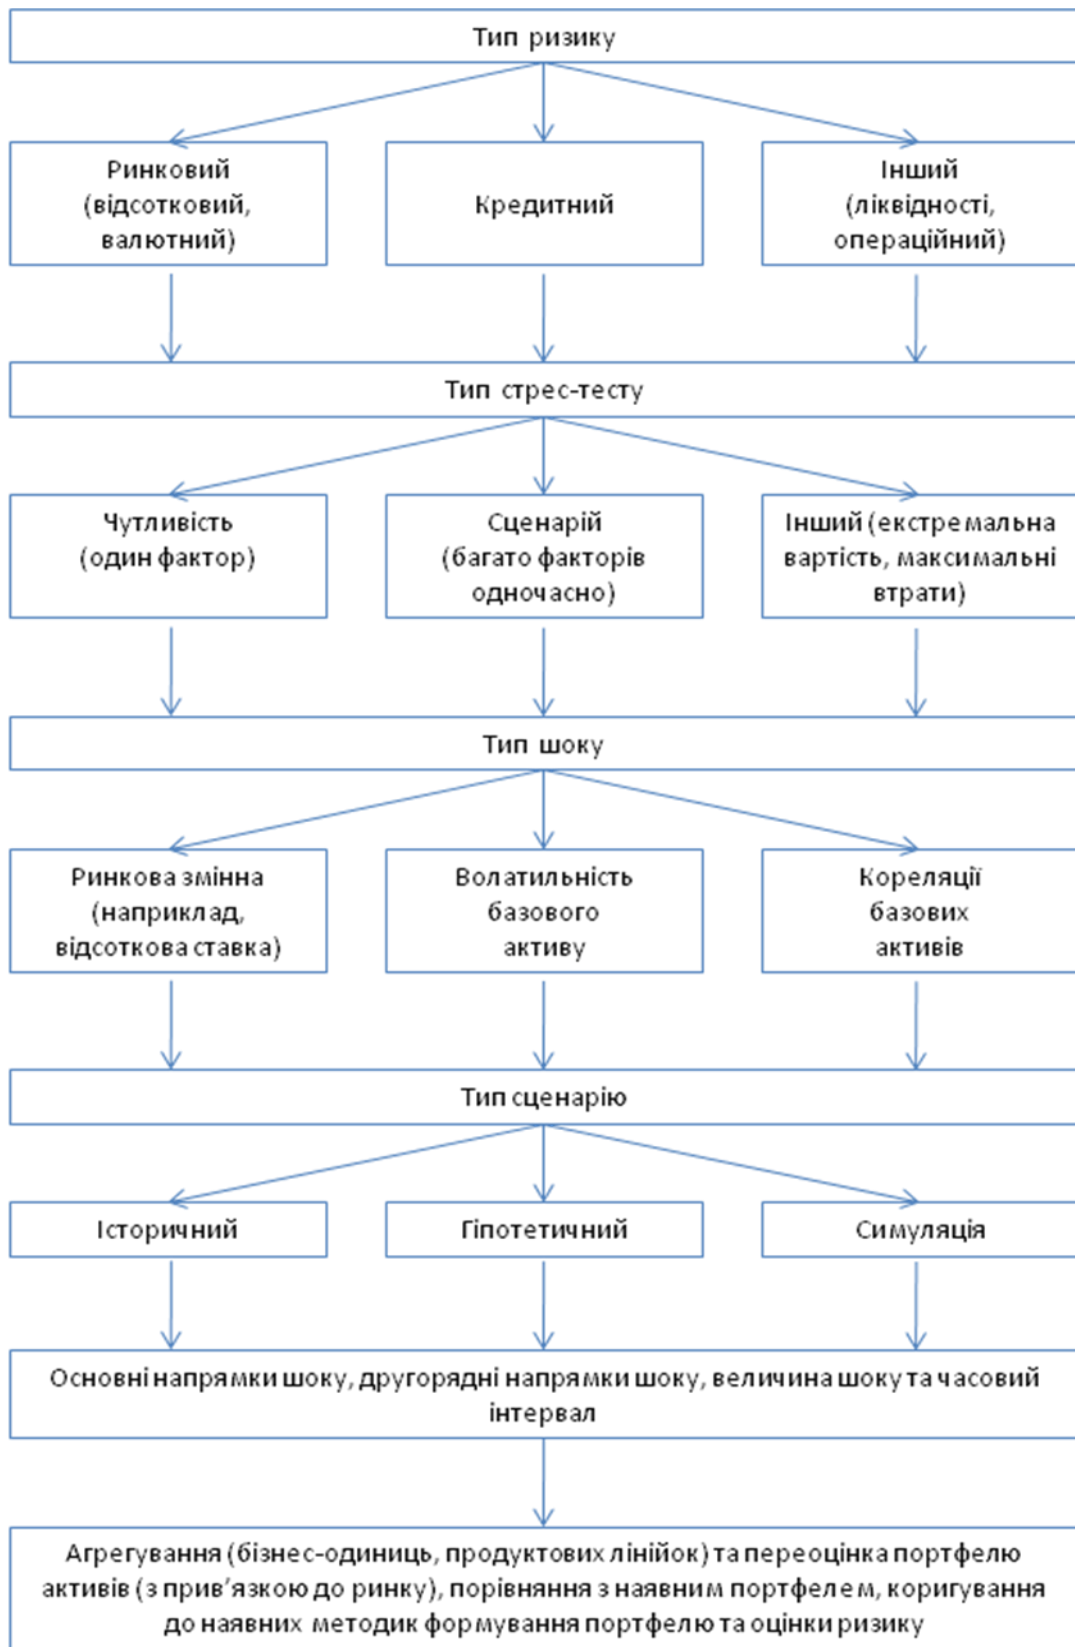 Тип ризику
Ринковий
(відсотковий,
валютний)
Кредитний
Інший
(ліквідності,
операційний)
Тип стрес-тесту
Чутливість
(один фактор)
Сценарій
(багато факторів
одночасно)
Інший (екстремальна
вартість, максимальні
втрати)
Тип шоку
Ринкова змінна
(наприклад,
відсоткова ставка)
Волатильність
базового
активу
Кореляції
базових
активів
Тип сценарію
Історичний
Гіпотетичний
Симуляція
Основні напрямки шоку, другорядні напрямки шоку, величина шоку та часовий
інтервал
Агрегування (бізнес-одиниць, продуктових лінійок) та переоцінка портфелю
активів (з прив’язкою до ринку), порівняння з наявним портфелем, коригування
до наявних методик формування портфелю та оцінки ризику